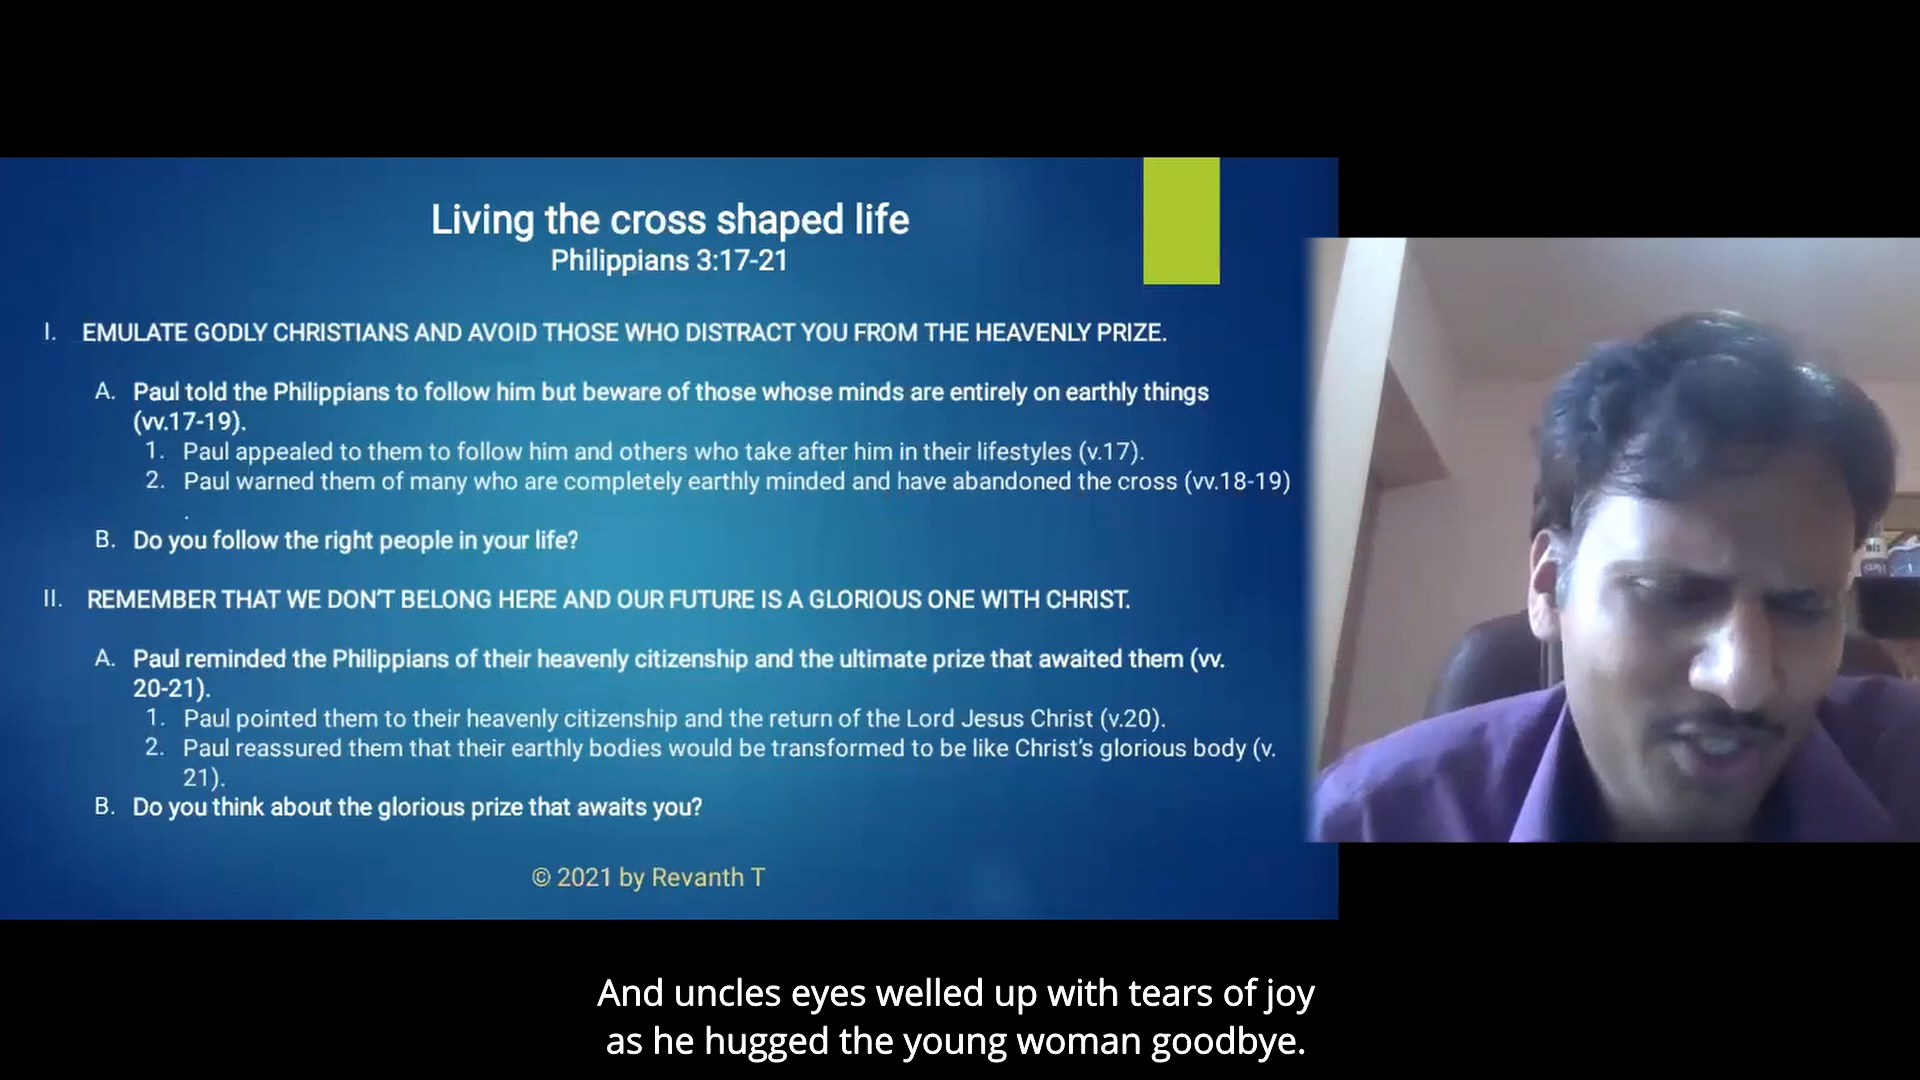 Living the cross shaped life
Philippians 3:17-21
I. EMULATE GODLY CHRISTIANS AND AVOID THOSE WHO DISTRACT YOU FROM THE HEAVENLY PRIZE.
A. Paul told the Philippians to follow him but beware of those whose minds are entirely on earthly things
(vv.17-19).
1. Paul appealed to them to follow him and others who take after him in their lifestyles (v.17).
2. Paul warned them of many who are completely earthly minded and have abandoned the cross (vv.18-19)
.
B. Do you follow the right people in your life?
II. REMEMBER THAT WE DON'T BELONG HERE AND OUR FUTURE IS A GLORIOUS ONE WITH CHRIST.
A. Paul reminded the Philippians of their heavenly citizenship and the ultimate prize that awaited them (vv.
20-21).
1. Paul pointed them to their heavenly citizenship and the return of the Lord Jesus Christ (v.20).
2. Paul reassured them that their earthly bodies would be transformed to be like Christ's glorious body (v.
21).
B. Do you think about the glorious prize that awaits you?
© 2021 by Revanth T
And uncles eyes welled up with tears of joy
as he hugged the young woman goodbye.